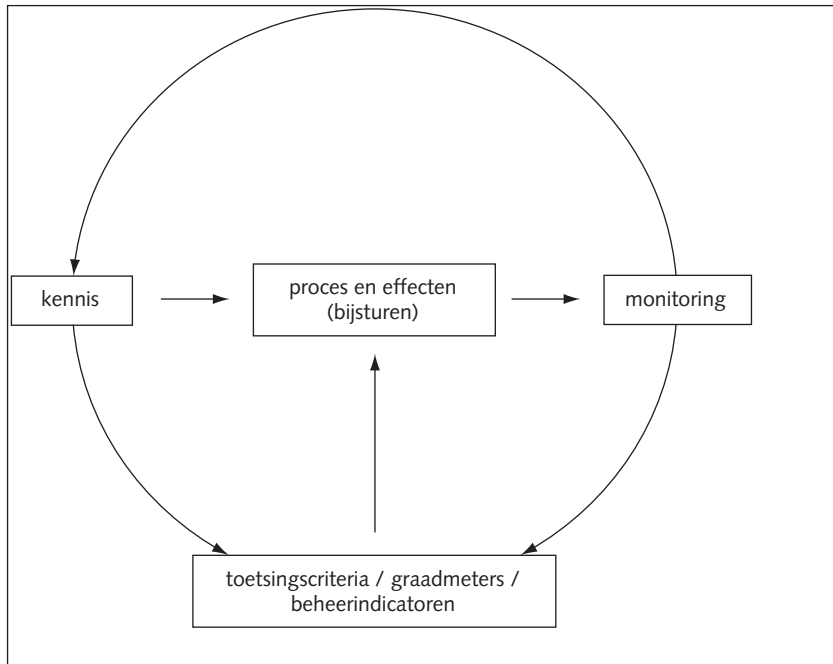 kennis
proces en effecten
(bijsturen)
monitoring
toetsingscriteria / graadmeters /
beheerindicatoren